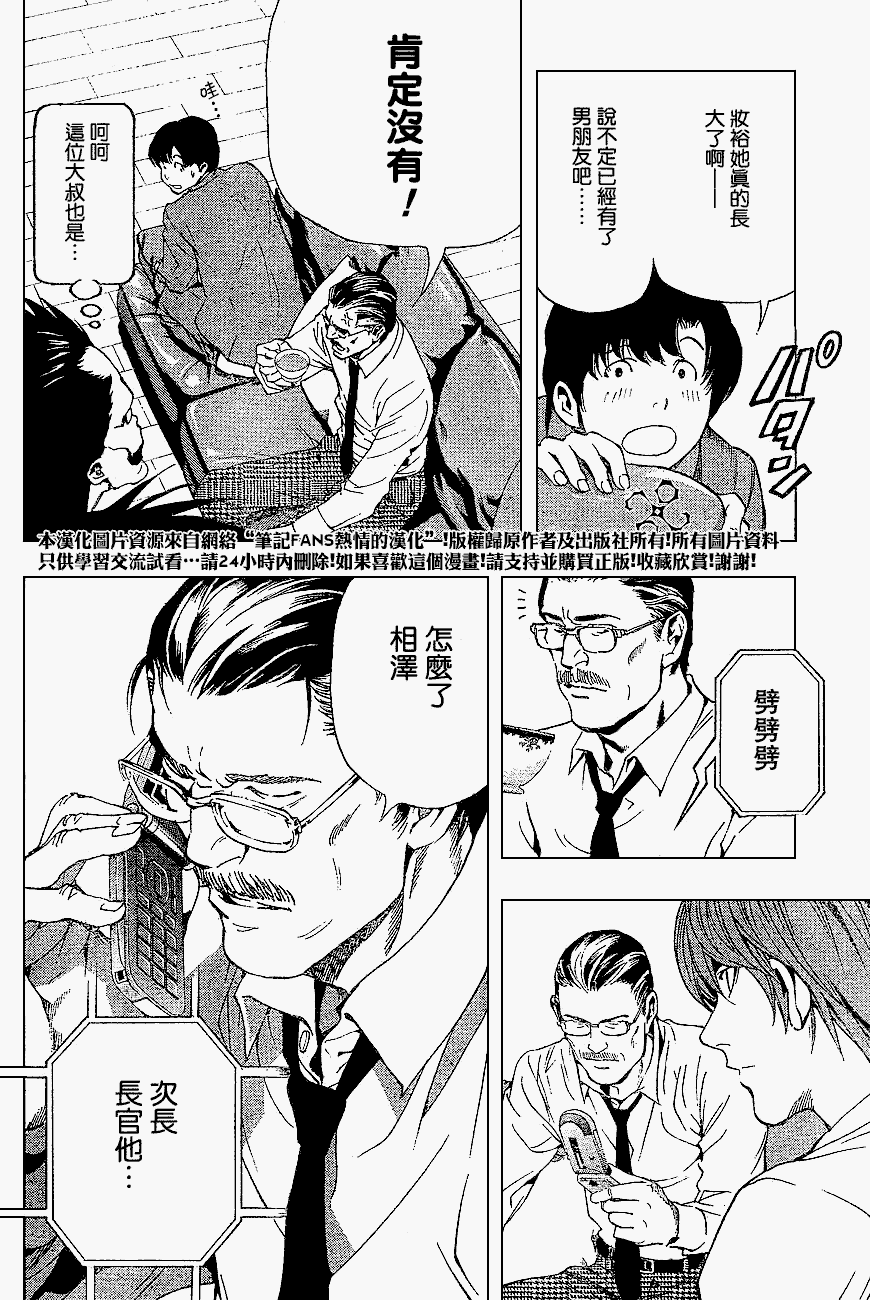 妝裕她真的長
大了啊——
說不定已經有了
男朋友吧……
パタン
肯定沒有！
哇…
呵呵
這位大叔也是…
本漢化圖片資源來自網絡“筆記FANS熱情的漢化”!版權歸原作者及出版社所有!所有圖片資料
只供學習交流試看…請24小時內刪除!如果喜歡這個漫畫!請支持並購買正版!收藏欣賞!謝謝!
劈劈劈
怎麼了
相澤
次長
長官他…